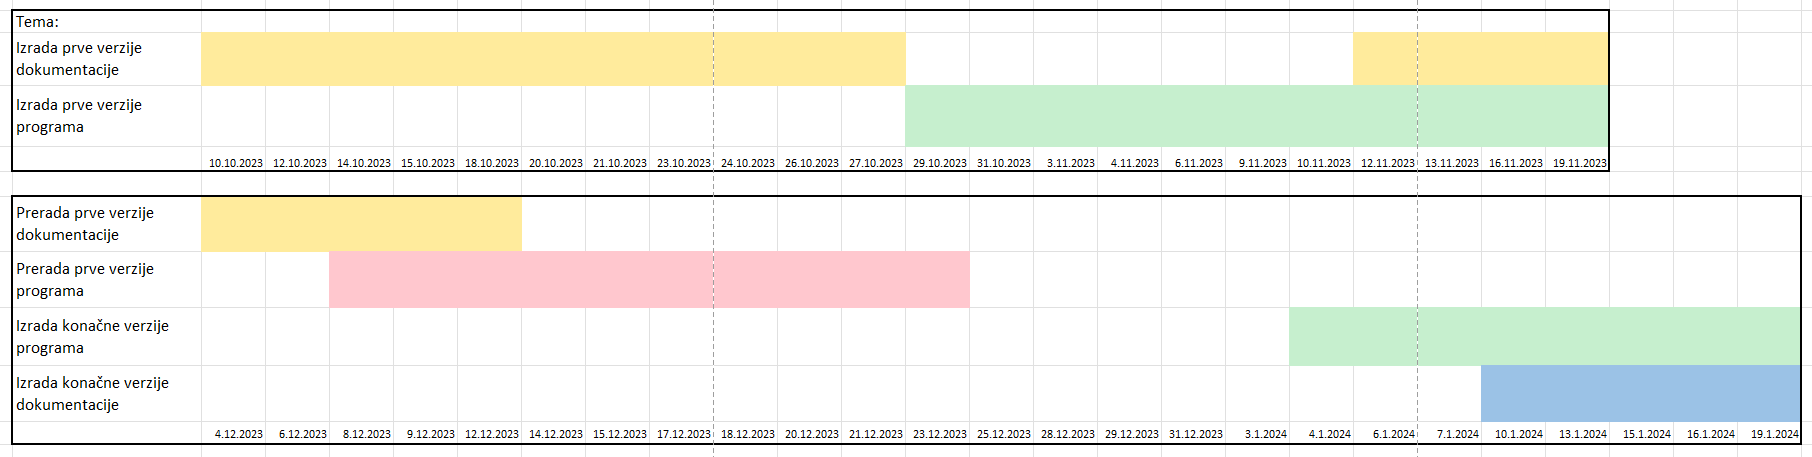 Tema:
Izrada prve verzije
dokumentacije
Izrada prve verzije
programa
10.10.2023 12.10.2023 14.10.2023 15.10.2023 18.10.2023 20.10.2023 21.10.2023 23.10.2023 24.10.2023 26.10.2023 27.10.2023 29.10.2023 31.10.2023 3.11.2023 4.11.2023 6.11.2023 9.11.2023 10.11.2023 12.11.2023 13.11.2023 16.11.2023 19.11.2023
Prerada prve verzije
dokumentacije
Prerada prve verzije
programa
Izrada konačne verzije
programa
Izrada konačne verzije
dokumentacije
4.12.2023 6.12.2023 8.12.2023 9.12.2023 12.12.2023 14.12.2023 15.12.2023 17.12.2023 18.12.2023 20.12.2023 21.12.2023 23.12.2023 25.12.2023 28.12.2023 29.12.2023 31.12.2023 3.1.2024 4.1.2024 6.1.2024 7.1.2024 10.1.2024 13.1.2024 15.1.2024 16.1.2024 19.1.2024